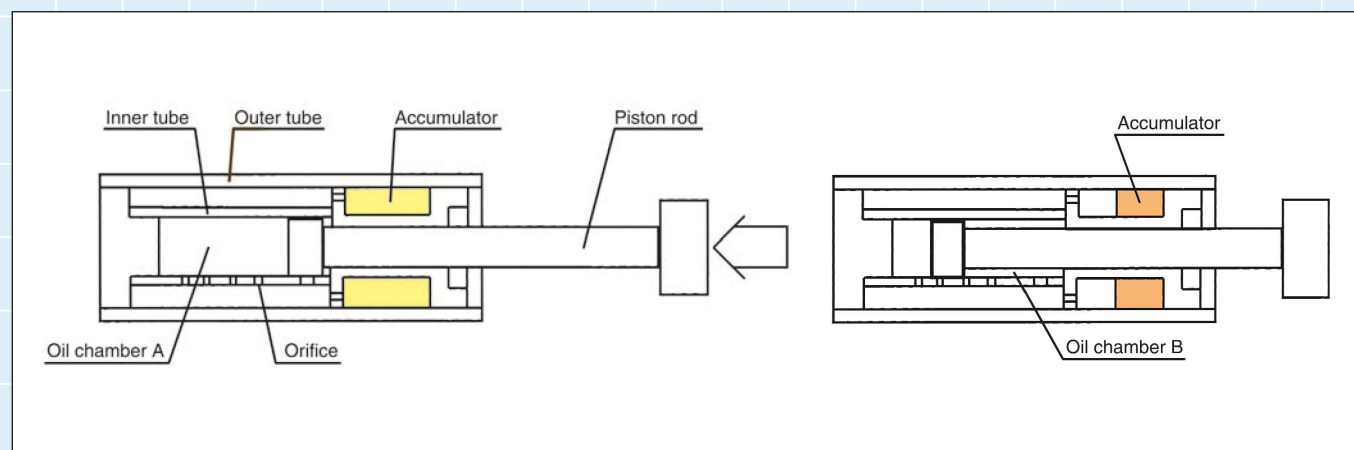 Inner tube
Outer tube
Accumulator
Piston rod
Oil chamber A
Orifice
Accumulator
Oil chamber B